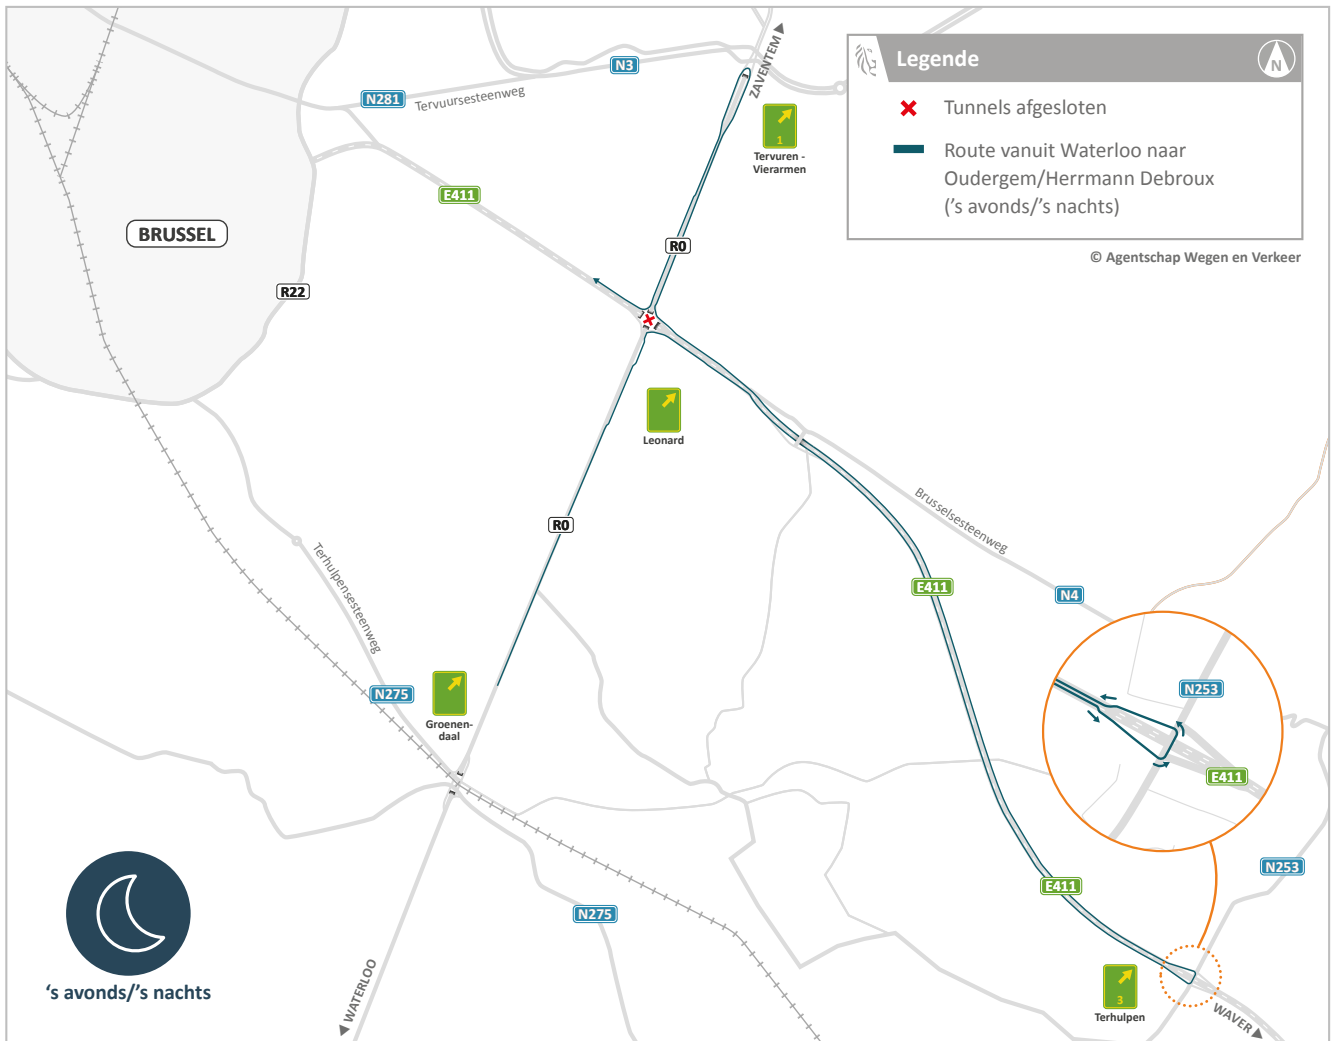 ZAVENTEM
N3
N281
Tervuursesteenweg
1
Tervuren -
Vierarmen
Legende
N
Tunnels afgesloten
Route vanuit Waterloo naar
Oudergem/Herrmann Debroux
('s avonds/'s nachts)
© Agentschap Wegen en Verkeer
E411
BRUSSEL
R0
R22
Leonard
Brusselsesteenweg
R0
Terhulpensesteenweg
E411
N4
N275
Groenen-
daal
N253
E411
E411
N253
N275
‘s avonds/’s nachts
WATERLOO
3
Terhulpen
WAVER